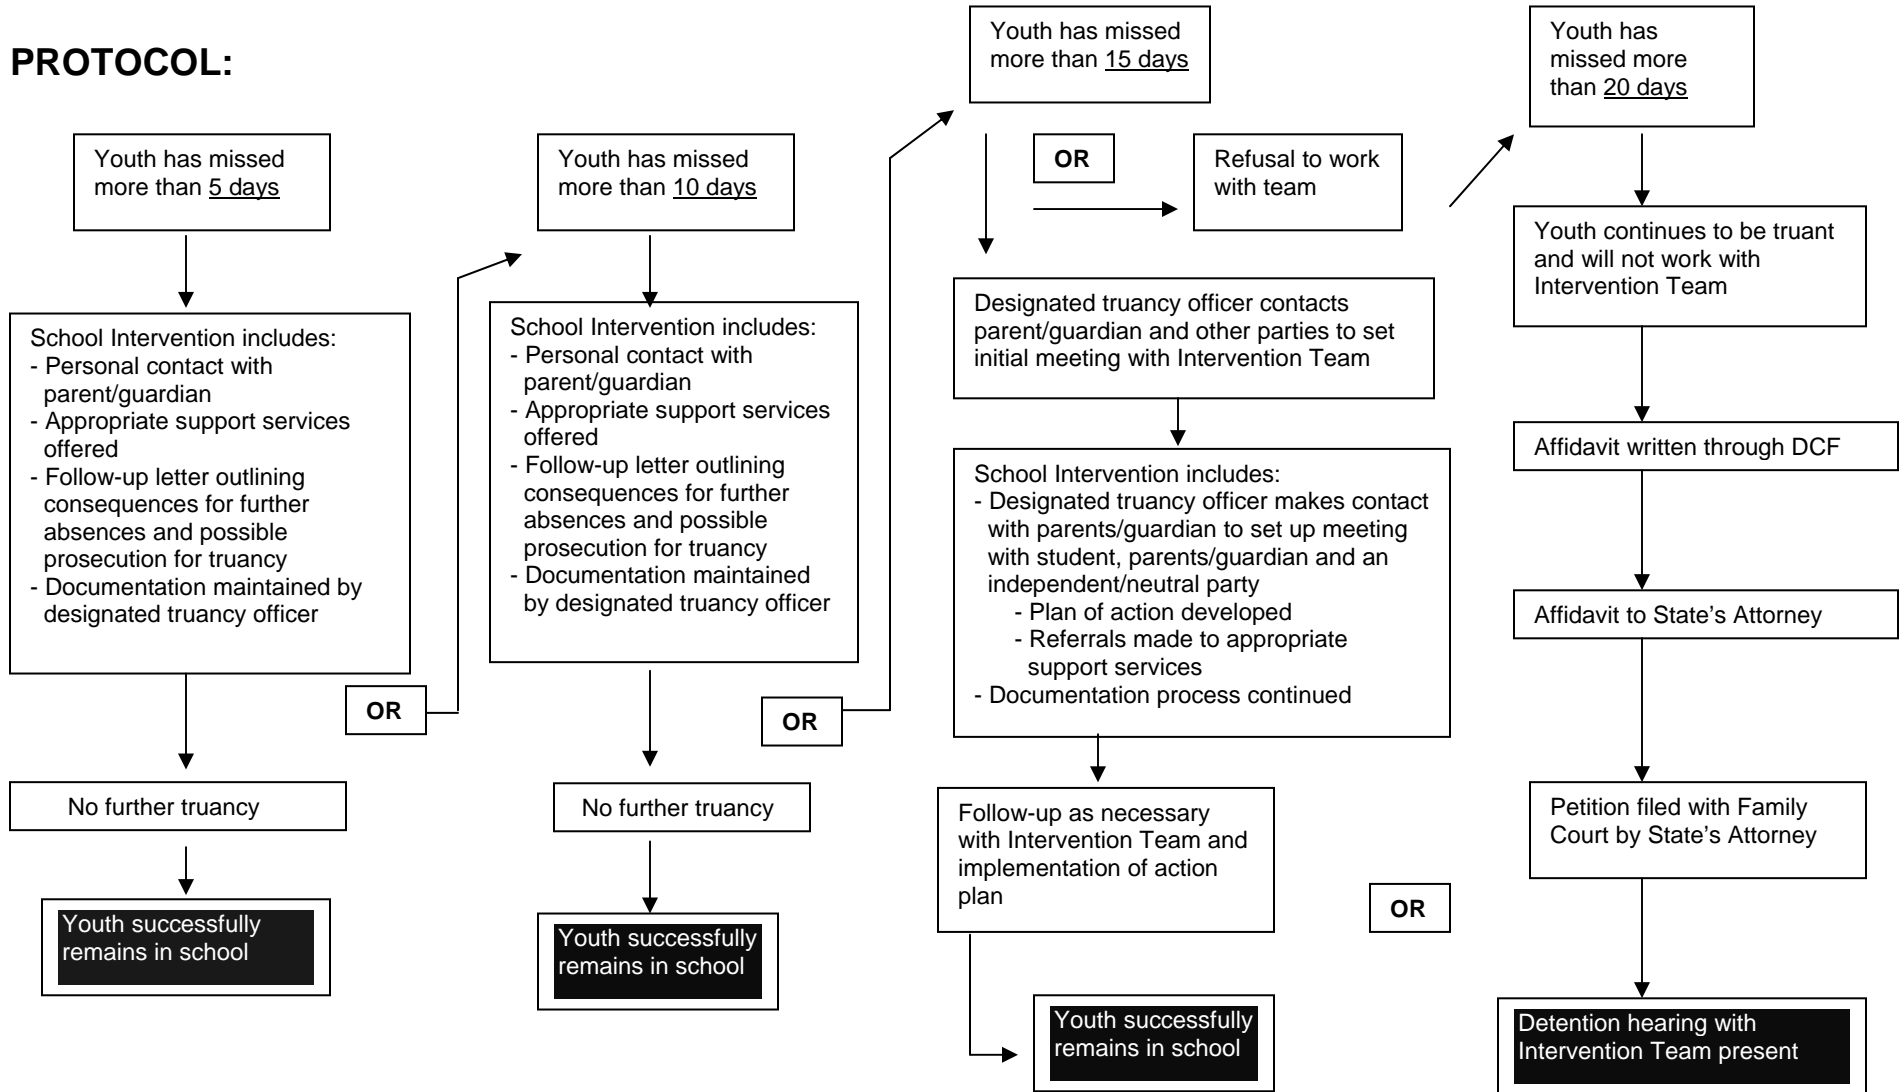 PROTOCOL:
Youth has missed
more than 5 days
School Intervention includes:
- Personal contact with
parent/guardian
- Appropriate support services
offered
- Follow-up letter outlining
consequences for further
absences and possible
prosecution for truancy
- Documentation maintained by
designated truancy officer
OR
No further truancy
Youth successfully
remains in school
Youth has missed
more than 10 days
School Intervention includes:
- Personal contact with
parent/guardian
- Appropriate support services
offered
- Follow-up letter outlining
consequences for further
absences and possible
prosecution for truancy
- Documentation maintained
by designated truancy officer
OR
No further truancy
Youth successfully
remains in school
Youth has missed
more than 15 days
OR
Refusal to work
with team
Designated truancy officer contacts
parent/guardian and other parties to set
initial meeting with Intervention Team
School Intervention includes:
- Designated truancy officer makes contact
with parents/guardian to set up meeting
with student, parents/guardian and an
independent/neutral party
- Plan of action developed
- Referrals made to appropriate
support services
- Documentation process continued
Follow-up as necessary
with Intervention Team and
implementation of action
plan
OR
Youth successfully
remains in school
Youth has
missed more
than 20 days
Youth continues to be truant
and will not work with
Intervention Team
Affidavit written through DCF
Affidavit to State’s Attorney
Petition filed with Family
Court by State’s Attorney
Detention hearing with
Intervention Team present